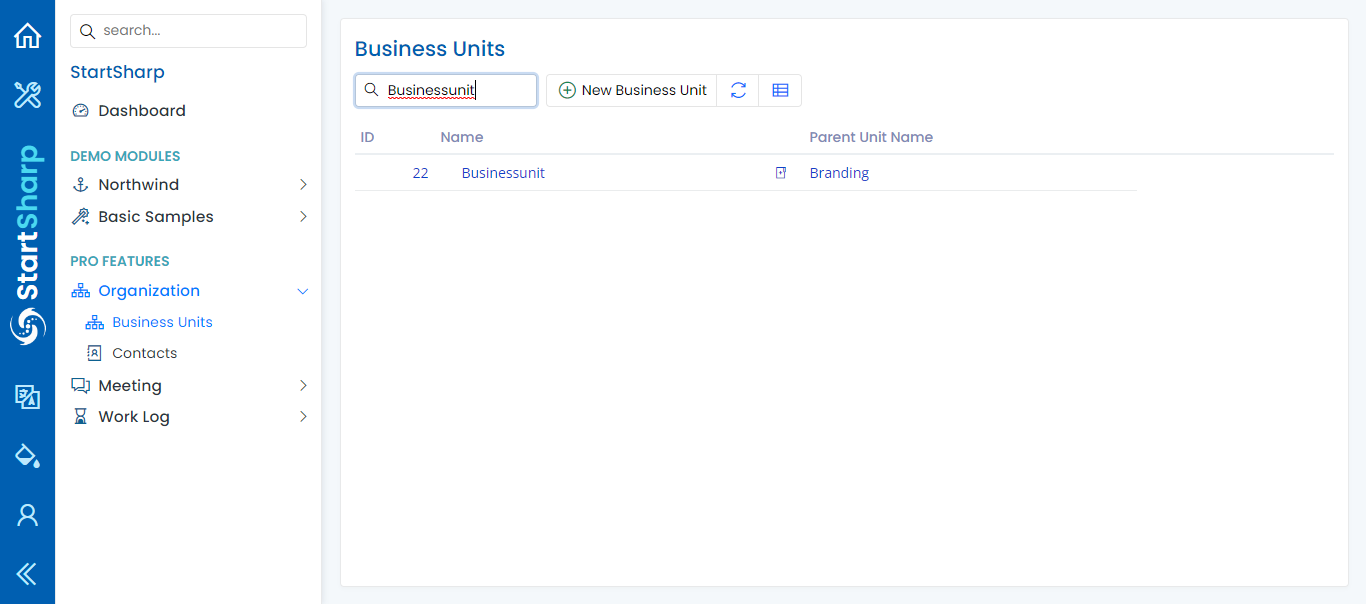 search...
StartSharp
Dashboard
DEMO MODULES
Northwind
Basic Samples
PRO FEATURES
Organization
Business Units
Contacts
Meeting
Work Log
StartSharp
Business Units
Businessunit
New Business Unit
ID Name Parent Unit Name
22 Businessunit Branding